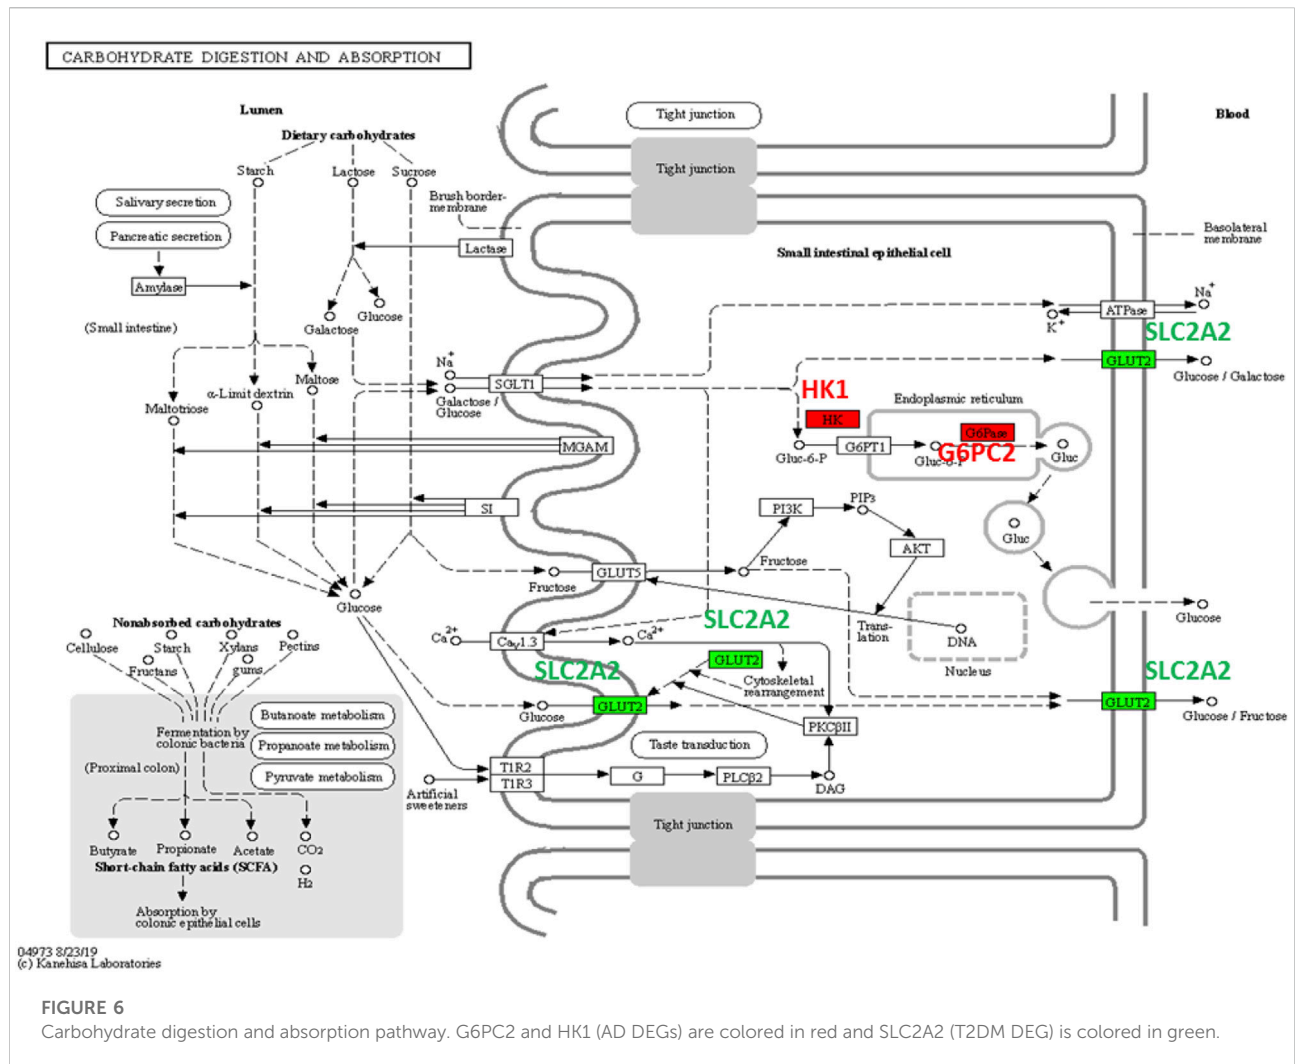 CARBOHYDRATE DIGESTION AND ABSORPTION
Lumen
Dietary carbohydrates
Starch
Lactose
Sucrose
Salivary secretion
Pancreatic secretion
Amylase
(Small intestine)
Brush border-
membrane
Lactase
Galactose
Glucose
Maltotriose
α-Limit dextrin
Maltose
Na+
Galactose /
Glucose
SGLT1
MGAM
SI
Glucose
Fructose
GLUT5
Fructose
Tight junction
Tight junction
Blood
Basolateral
membrane
Small intestinal epithelial cell
Na+
ATPase
K+
SLC2A2
GLUT2
Glucose / Galactose
HK1
HK
Endoplasmic reticulum
G6Pase
Gluc-6-P
G6PT1
Gluc-6-P
G6PC2
Gluc
Gluc
PI3K
PIP3
AKT
Trans-
lation
DNA
Nucleus
Glucose
Ca2+
Cav1.3
Ca2+
SLC2A2
GLUT2
Cytoskeletal
rearrangement
SLC2A2
Glucose
GLUT2
SLC2A2
GLUT2
Glucose / Fructose
PKCβII
Taste transduction
T1R2
T1R3
G
PLCβ2
DAG
Artificial
sweeteners
Tight junction
Nonabsorbed carbohydrates
Cellulose
Starch
Xylans
Pectins
Fructans
gums
Fermentation by
colonic bacteria
(Proximal colon)
Butanoate metabolism
Propanoate metabolism
Pyruvate metabolism
Butyrate
Propionate
Acetate
CO2
Short-chain fatty acids (SCFA)
H2
Absorption by
colonic epithelial cells
04973 8/23/19
(c) Kanehisa Laboratories
FIGURE 6
Carbohydrate digestion and absorption pathway. G6PC2 and HK1 (AD DEGs) are colored in red and SLC2A2 (T2DM DEG) is colored in green.